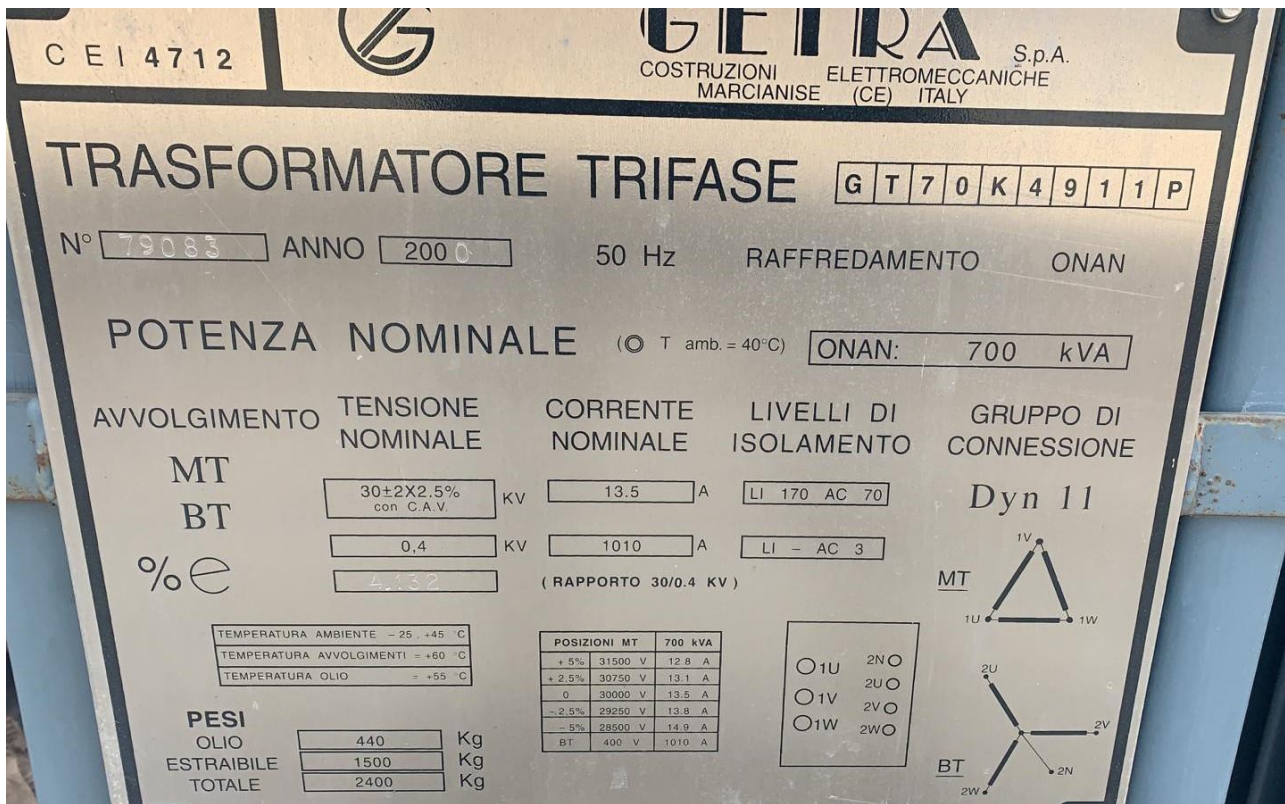 CEI 4712
GETRA S.p.A.
COSTRUZIONI ELETTROMECCANICHE
MARCIANISE (CE) ITALY
TRASFORMATORE TRIFASE GT70K4911P
N° 79083 ANNO 2000 50 Hz RAFFREDAMENTO ONAN
POTENZA NOMINALE (O T amb. = 40°C) ONAN: 700 kVA
AVVOLGIMENTO TENSIONE NOMINALE CORRENTE NOMINALE LIVELLI DI ISOLAMENTO GRUPPO DI CONNESSIONE
MT 30±2X2.5% con C.A.V. KV 13.5 A LI 170 AC 70 Dyn 11
BT 0,4 KV 1010 A LI – AC 3
%e 4.132 (RAPPORTO 30/0.4 KV)
MT
1V
1U
1W
TEMPERATURA AMBIENTE – 25 . +45 °C
TEMPERATURA AVVOLGIMENTI = +60 °C
TEMPERATURA OLIO = +55 °C
POSIZIONI MT 700 kVA
+ 5% 31500 V 12.8 A
+ 2.5% 30750 V 13.1 A
0 30000 V 13.5 A
–.2,5% 29250 V 13.8 A
– 5% 28500 V 14.9 A
BT 400 V 1010 A
1U 2N
2U
1V 2V
1W 2W
2U
2V
2N
BT
2W
PESI
OLIO 440 Kg
ESTRAIBILE 1500 Kg
TOTALE 2400 Kg